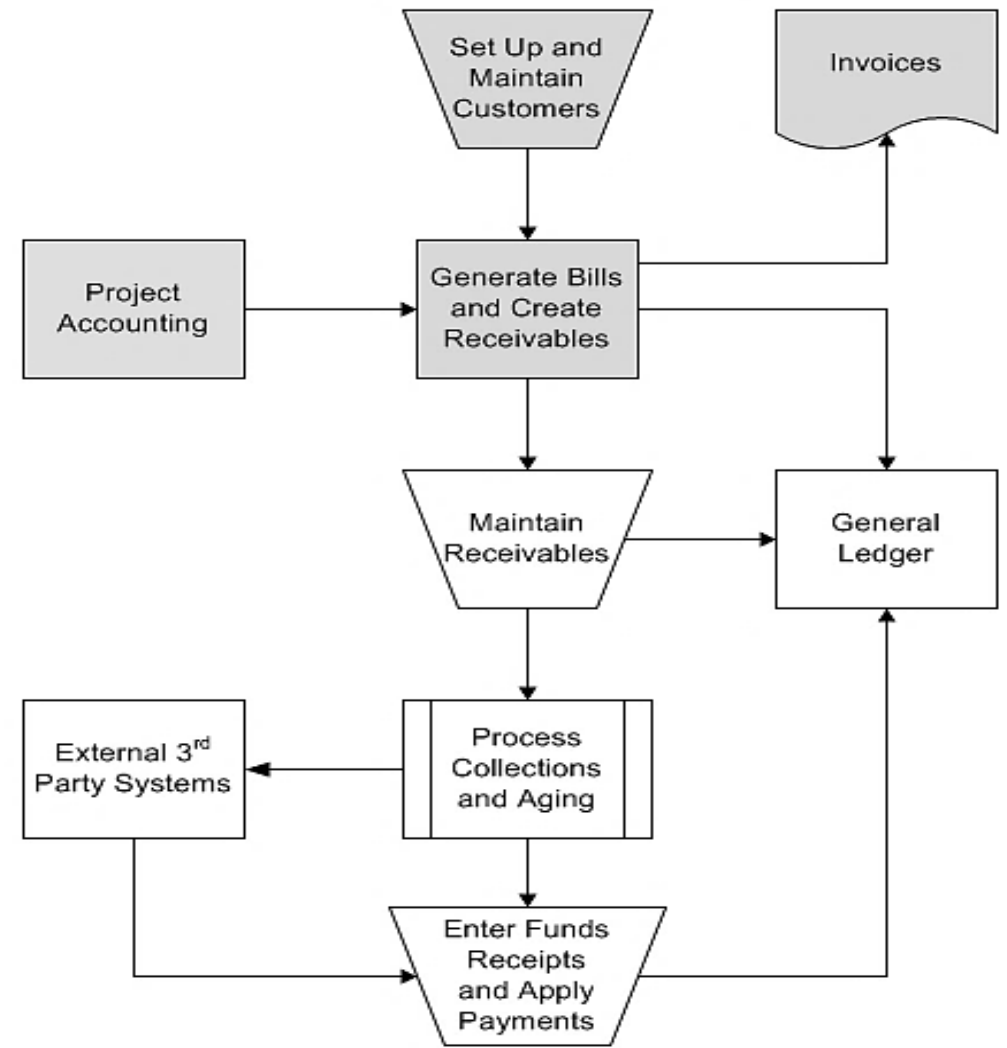 Set Up and
Maintain
Customers
Invoices
Project
Accounting
Generate Bills
and Create
Receivables
Maintain
Receivables
General
Ledger
External 3rd
Party Systems
Process
Collections
and Aging
Enter Funds
Receipts
and Apply
Payments